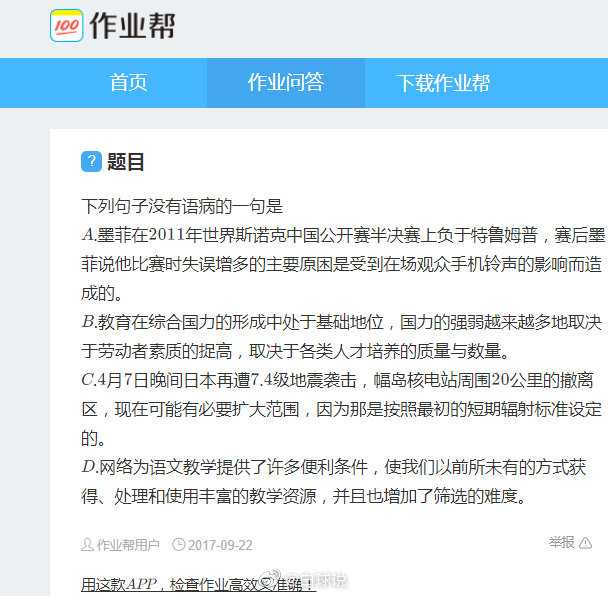 100 作业帮
首页 作业问答 下载作业帮
? 题目
下列句子没有语病的一句是
A.墨菲在2011年世界斯诺克中国公开赛半决赛上负于特鲁姆普，赛后墨
菲说他比赛时失误增多的主要原困是受到在场观众手机铃声的影响而造
成的。
B.教育在综合国力的形成中处于基础地位，国力的强弱越来越多地取决
于劳动者素质的捉高，取决于各类人才培养的质量与数量。
C.4月7日晚间日本再遭7.4级地震袭击，幅岛核电站周围20公里的撤离
区，现在可能有必要扩大范围，因为那是按照最初的短期辐射标准设定
的。
D.网络为语文教学提供了许多便利条件，使我们以前所未有的方式获
得、处理和使用丰富的教学资源，并且也增加了筛选的难度。
作业帮用户 2017-09-22 举报
用这款APP，检查作业高效又准确！